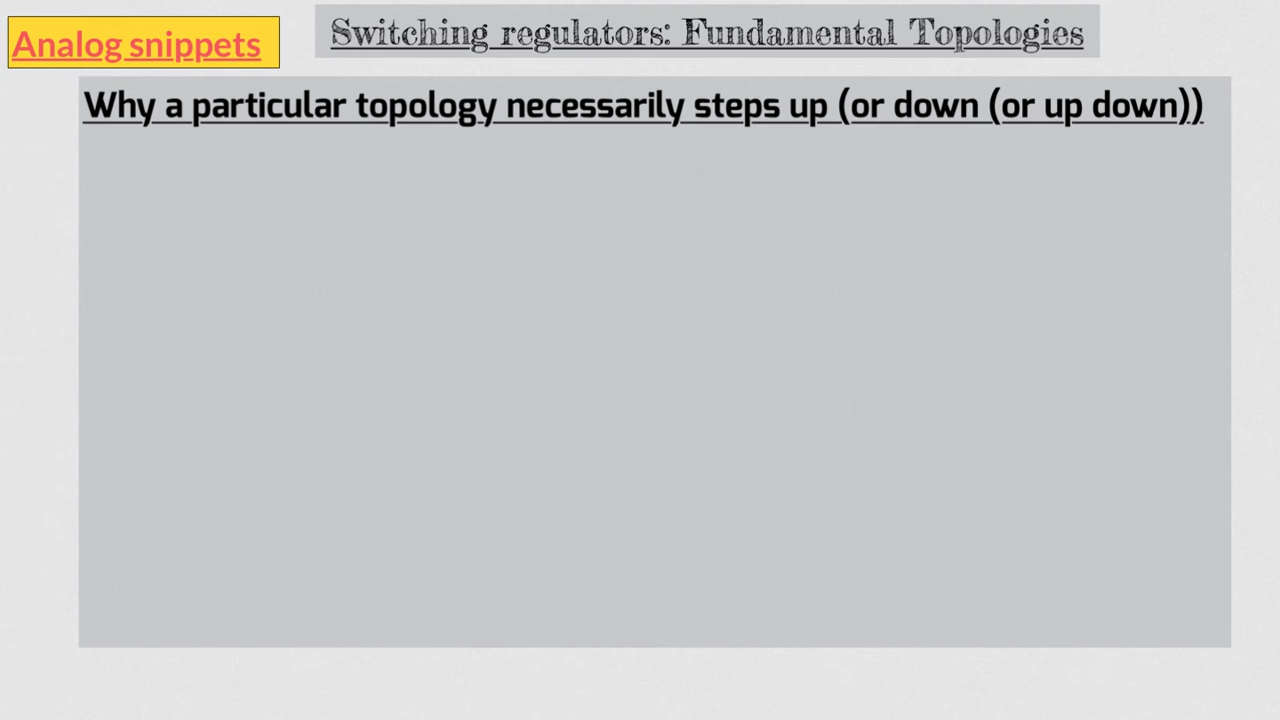 Analog snippets
Switching regulators: Fundamental Topologies
Why a particular topology necessarily steps up (or down (or up down))